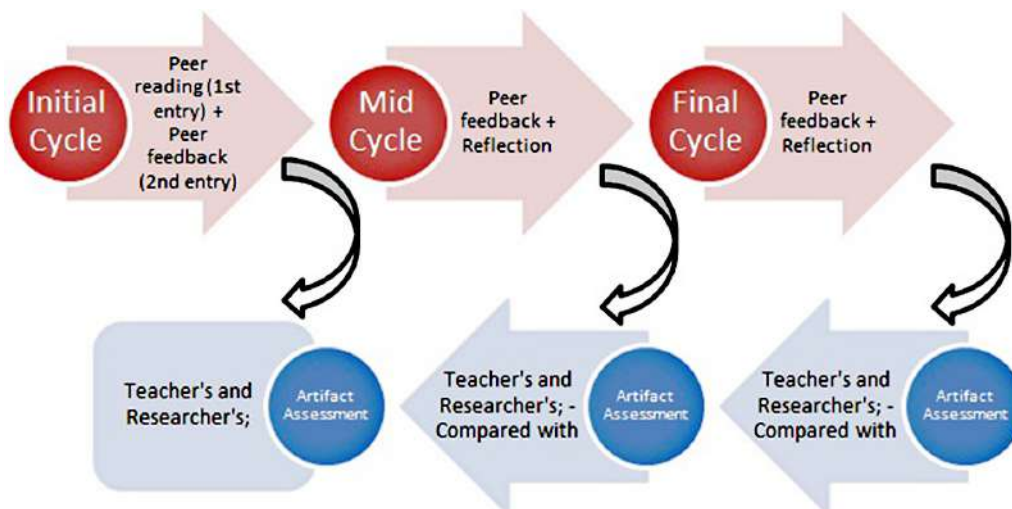 Initial
Cycle
Peer
reading (1st
entry) +
Peer
feedback
(2nd entry)
Mid
Cycle
Peer
feedback +
Reflection
Final
Cycle
Peer
feedback +
Reflection
Teacher's and
Researcher's;
Artifact
Assessment
Teacher's and
Researcher's; -
Compared with
Artifact
Assessment
Teacher's and
Researcher's; -
Compared with
Artifact
Assessment